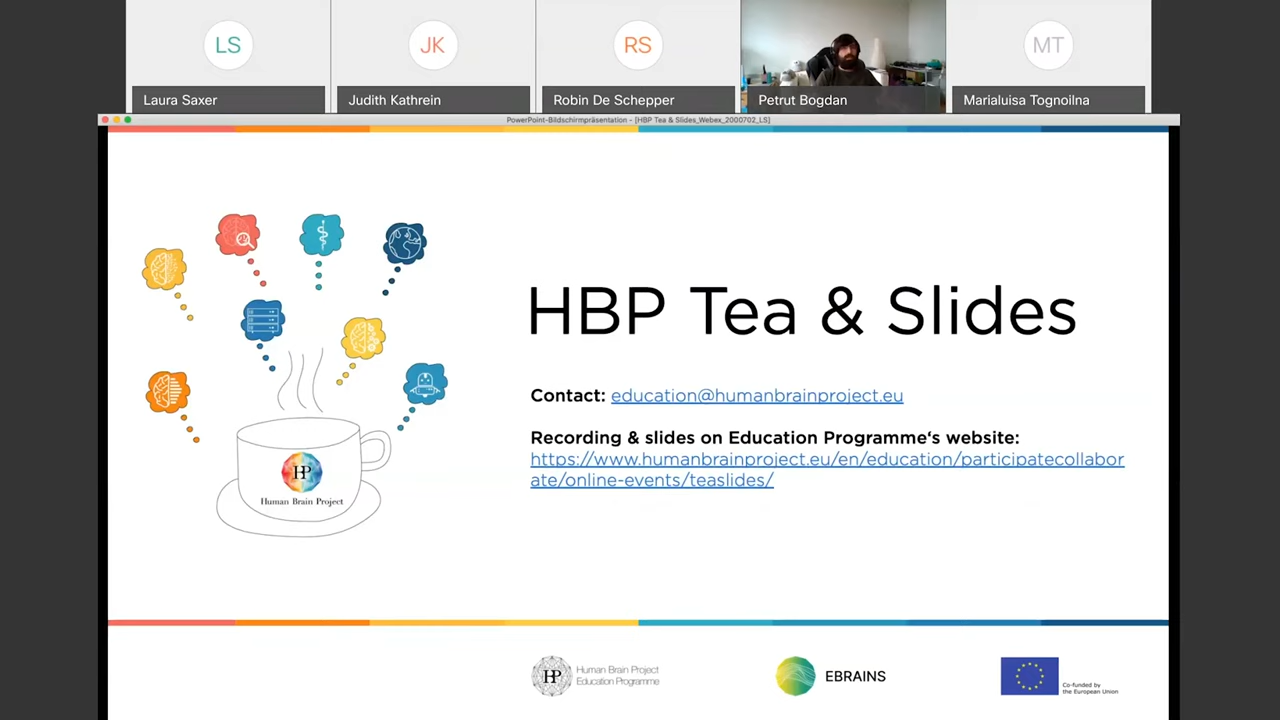 LS
JK
RS
MT
Laura Saxer
Judith Kathrein
Robin De Schepper
Petrut Bogdan
Marialuisa Tognoilna
PowerPoint-Bildschirmpräsentation - [HBP Tea & Slides_Webex_2000702_LS]
HBP Tea & Slides
Contact: education@humanbrainproject.eu
Recording & slides on Education Programme‘s website:
https://www.humanbrainproject.eu/en/education/participatecollabor
ate/online-events/teaslides/
HP
Human Brain Project
HP
Human Brain Project
Education Programme
EBRAINS
Co-funded by
the European Union